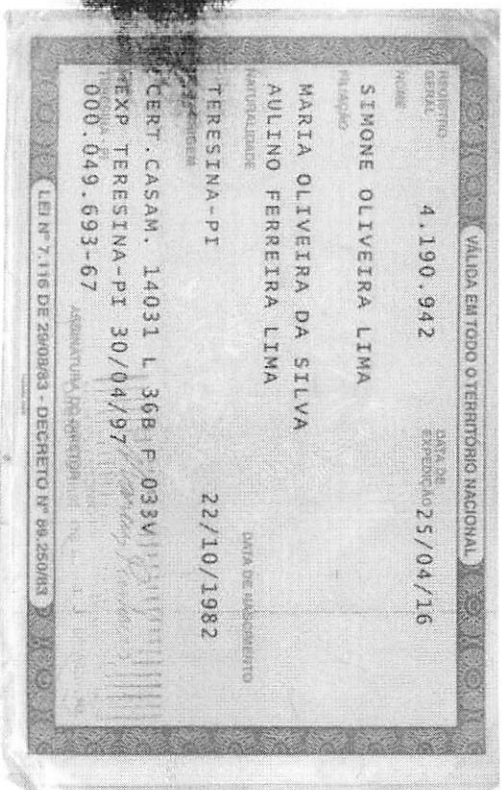 VÁLIDA EM TODO O TERRITÓRIO NACIONAL
REGISTRO GERAL 4.190.942 DATA DE EXPEDIÇÃO 25/04/16
NOME
SIMONE OLIVEIRA LIMA
FILIAÇÃO
MARIA OLIVEIRA DA SILVA
AULINO FERREIRA LIMA
NATURALIDADE DATA DE NASCIMENTO
TERESINA-PI 22/10/1982
CERT.CASAM. 14031 L 36B F 033V
EXP TERESINA-PI 30/04/97
000.049.693-67
ASSINATURA DO DIRETOR
LEI Nº 7.116 DE 29/08/83 - DECRETO Nº 89.250/83